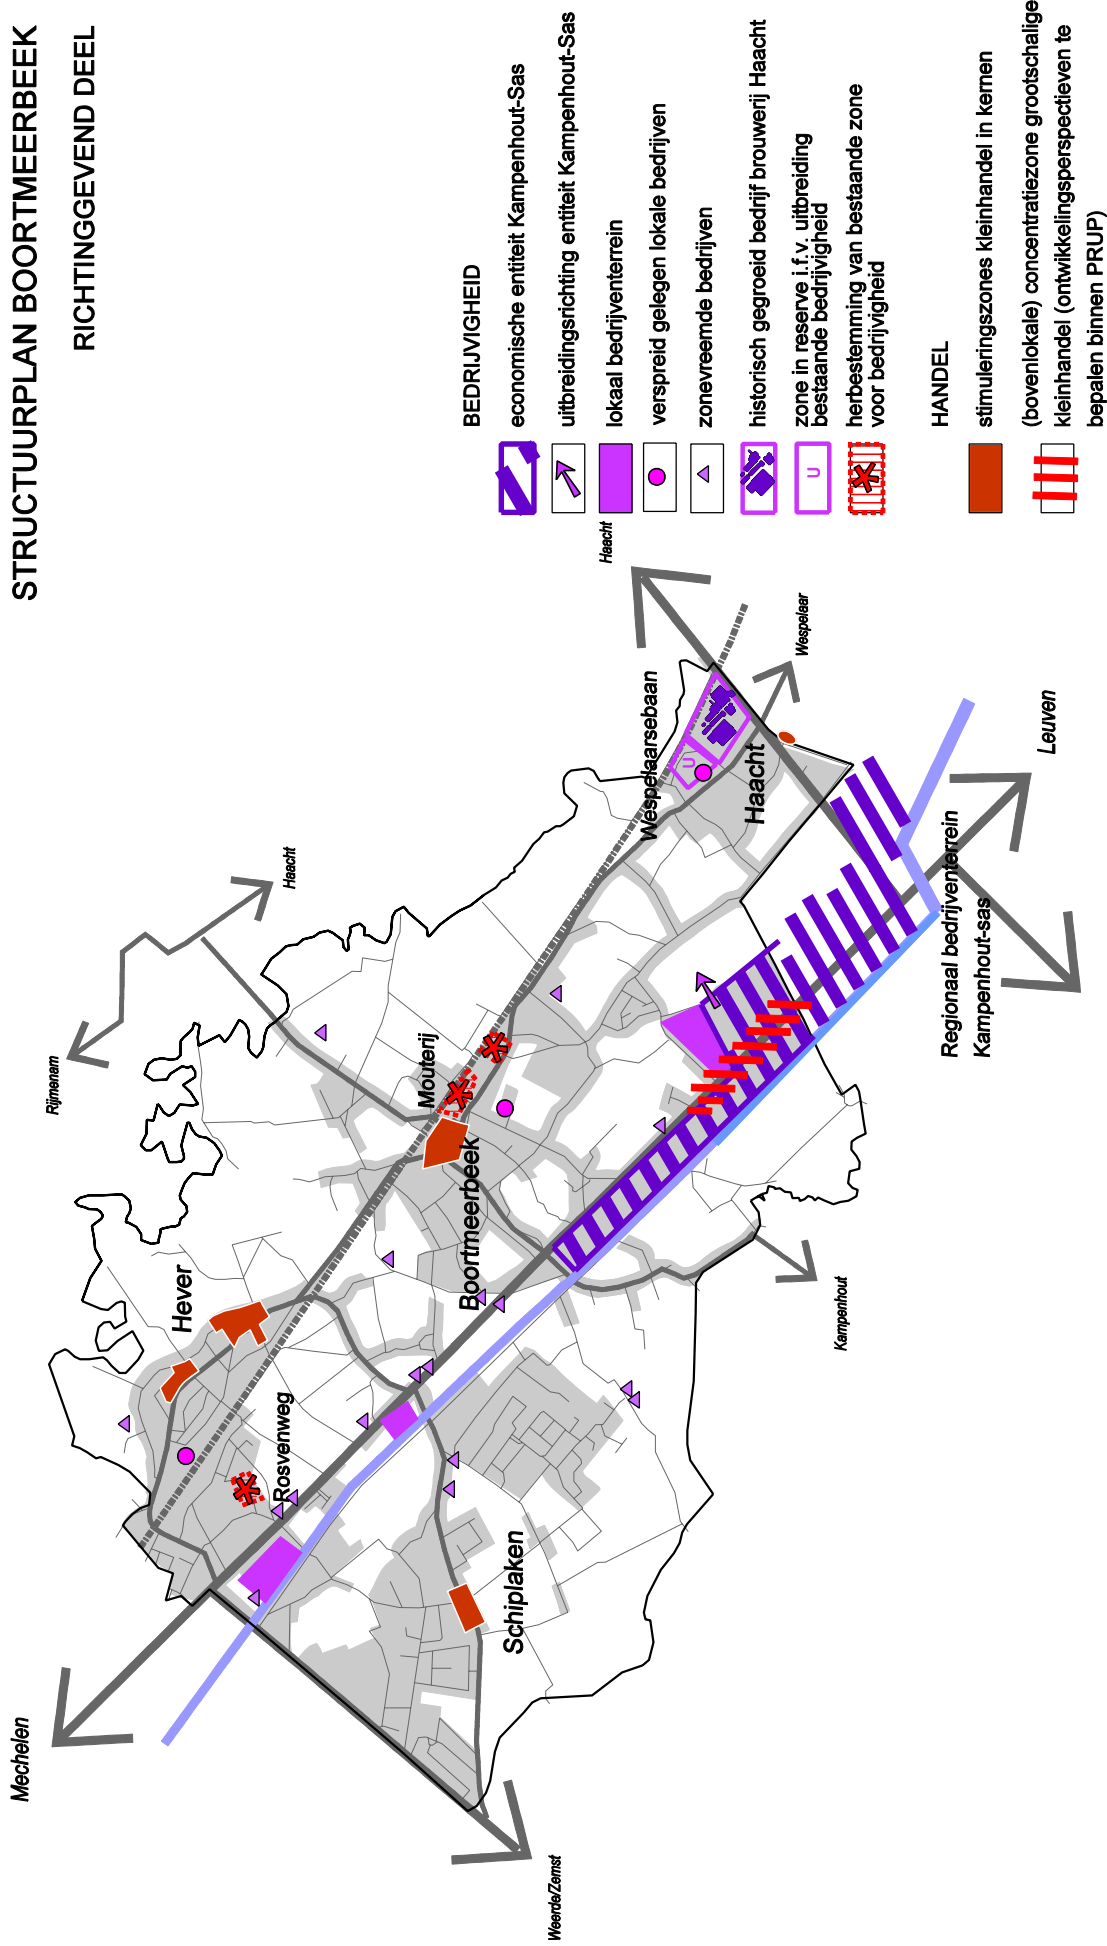 STRUCTUURPLAN BOORTMEERBEEK
RICHTINGGEVEND DEEL
BEDRIJVIGHEID
economische entiteit Kampenhout-Sas
uitbreidingsrichting entiteit Kampenhout-Sas
lokaal bedrijventerrein
verspreid gelegen lokale bedrijven
zonevreemde bedrijven
historisch gegroeid bedrijf brouwerij Haacht
U
zone in reserve i.f.v. uitbreiding
bestaande bedrijvigheid
herbestemming van bestaande zone
voor bedrijvigheid
HANDEL
stimuleringszones kleinhandel in kernen
(bovenlokale) concentratiezone grootschalige
kleinhandel (ontwikkelingsperspectieven te
bepalen binnen PRUP)
Mechelen
Rijmenam
Haacht
Haacht
Wespelaar
Leuven
Kampenhout
Weerde/Zemst
Hever
Rosvenweg
Schiplaken
Boortmeerbeek
Mouterij
Wespelaarsebaan
U
Haacht
Regionaal bedrijventerrein
Kampenhout-sas